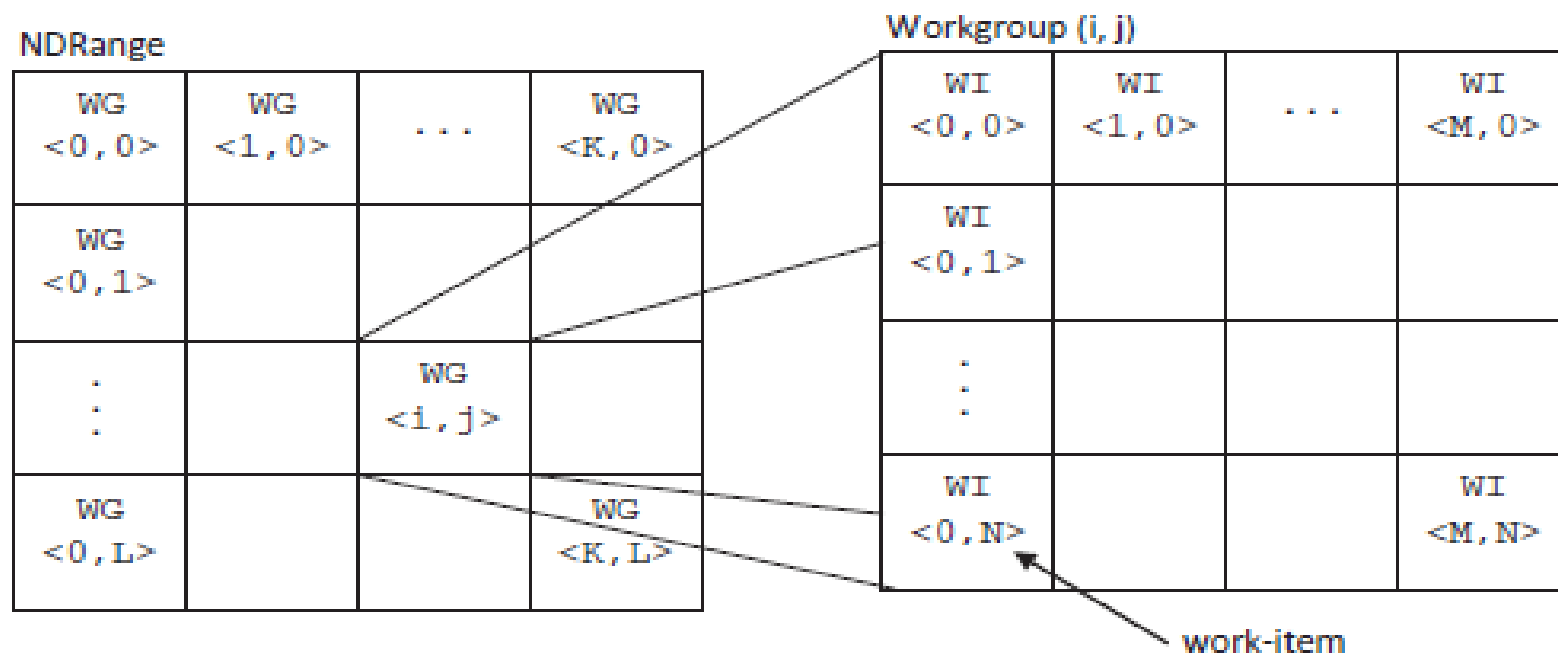 NDRange
WG WG WG
<0,0> <1,0> ... <K,0>
WG
<0,1>
WG
<i,j>
WG WG
<0,L> <K,L>
Workgroup (i, j)
WI WI WI
<0,0> <1,0> ... <M,0>
WI
<0,1>
WI WI
<0,N> <M,N>
work-item